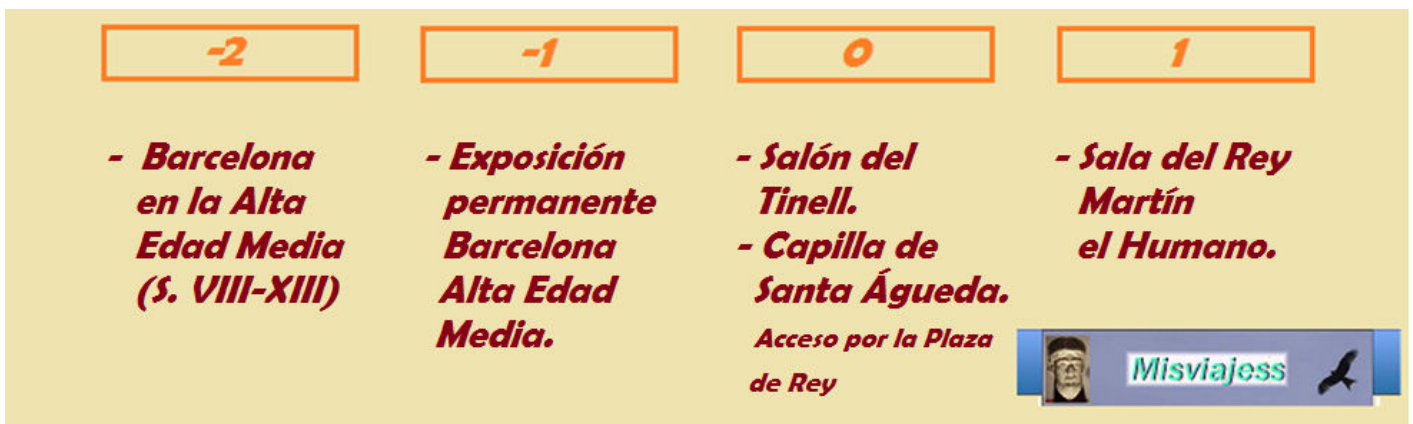 -2
- Barcelona
en la Alta
Edad Media
(S. VIII-XIII)
-1
- Exposición
permanente
Barcelona
Alta Edad
Media.
0
- Salón del
Tinell.
- Capilla de
Santa Águeda.
Acceso por la Plaza
de Rey
1
- Sala del Rey
Martín
el Humano.
Misviajess